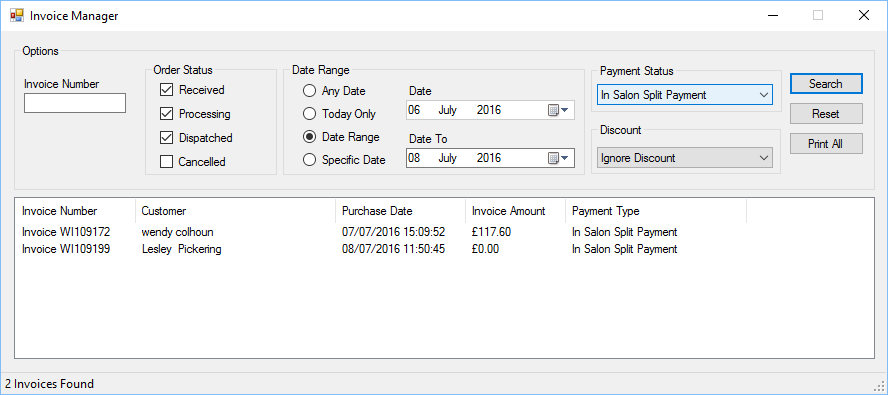 Invoice Manager
Options
Invoice Number
Order Status
Received
Processing
Dispatched
Cancelled
Date Range
Any Date
Today Only
Date Range
Specific Date
Date
06 July 2016
Date To
08 July 2016
Payment Status
In Salon Split Payment
Discount
Ignore Discount
Search
Reset
Print All
Invoice Number Customer Purchase Date Invoice Amount Payment Type
Invoice WI109172 wendy colhoun 07/07/2016 15:09:52 £117.60 In Salon Split Payment
Invoice WI109199 Lesley  Pickering 08/07/2016 11:50:45 £0.00 In Salon Split Payment
2 Invoices Found